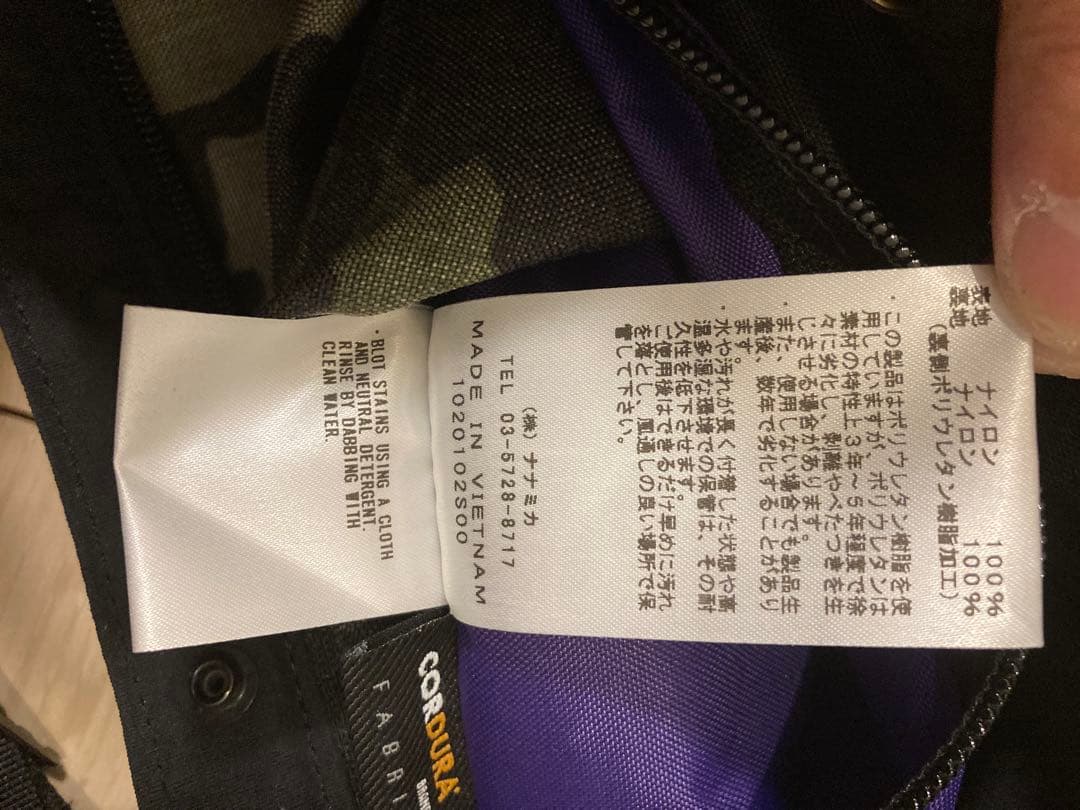 表地 ナイロン 100%
裏地 ナイロン 100%
(裏側ポリウレタン樹脂加工)
・この製品はポリウレタン樹脂を使
用していますが、ポリウレタンは
素材の特性上3年～5年程度で徐
々に劣化し、剥離やべたつきを生
じさせる場合があります。
また、使用しない場合でも製品生
産後、数年で劣化することがあり
ます。
・水や汚れが長く付着した状態や高
温多湿な環境での保管は、その耐
久性を低下させます。
ご使用後はできるだけ早めに汚れ
を落とし、風通しの良い場所で保
管して下さい。
(株) ナナミカ
TEL 03-5728-8717
MADE IN VIETNAM
1020102S00
・BLOT STAINS USING A CLOTH
AND NEUTRAL DETERGENT.
RINSE BY DABBING WITH
CLEAN WATER.
CORDURA